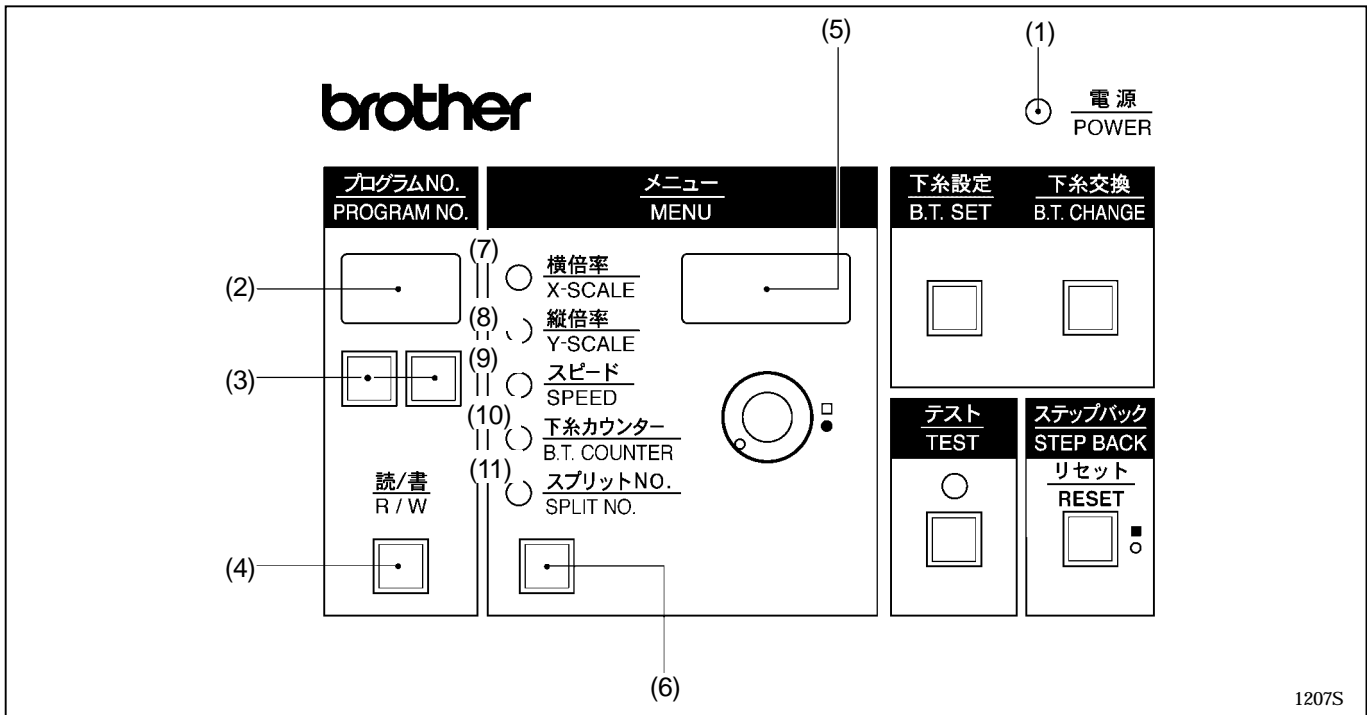 (5)
(1)
brother
電源
POWER
プログラムNO.
PROGRAM NO.
メニュー
MENU
下糸設定
B.T. SET
下糸交換
B.T. CHANGE
(2)
(3)
読/書
R / W
(4)
(7)
横倍率
X-SCALE
(8)
縦倍率
Y-SCALE
(9)
スピード
SPEED
(10)
下糸カウンター
B.T. COUNTER
(11)
スプリットNO.
SPLIT NO.
(6)
テスト
TEST
ステップバック
STEP BACK
リセット
RESET
1207S